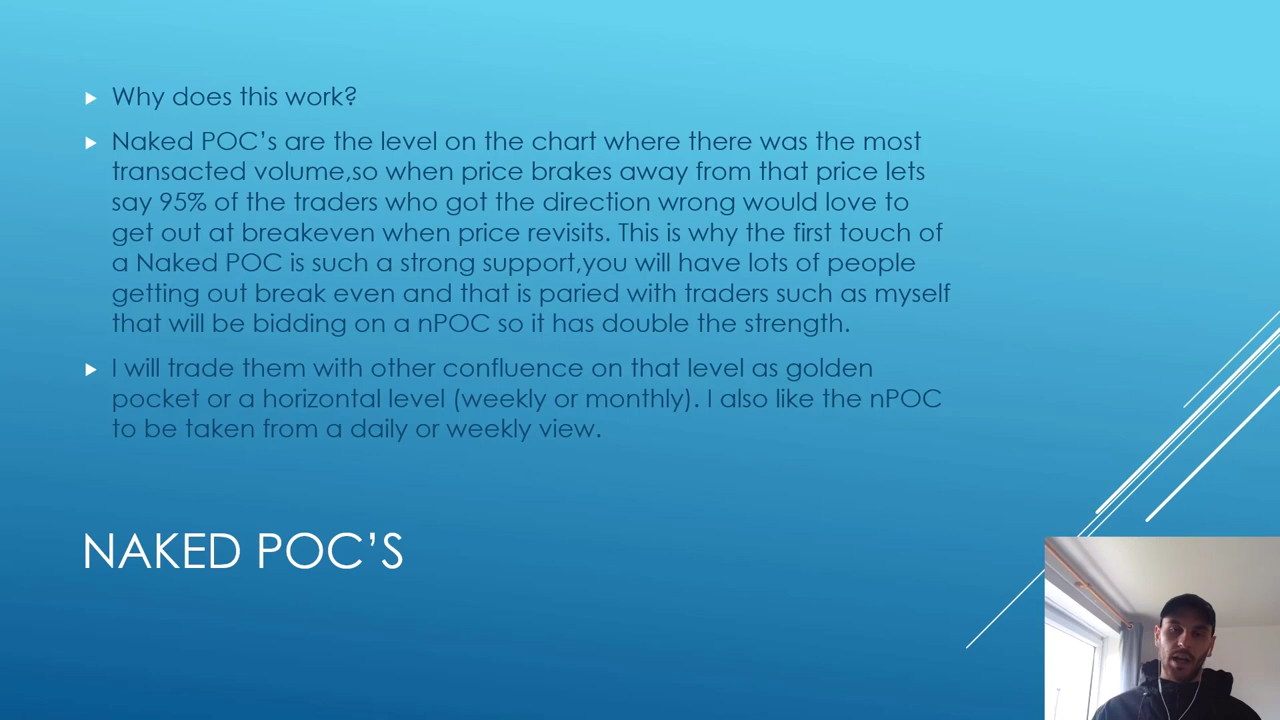 Why does this work?
Naked POC’s are the level on the chart where there was the most
transacted volume,so when price brakes away from that price lets
say 95% of the traders who got the direction wrong would love to
get out at breakeven when price revisits. This is why the first touch of
a Naked POC is such a strong support,you will have lots of people
getting out break even and that is paried with traders such as myself
that will be bidding on a nPOC so it has double the strength.
I will trade them with other confluence on that level as golden
pocket or a horizontal level (weekly or monthly). I also like the nPOC
to be taken from a daily or weekly view.
NAKED POC’S